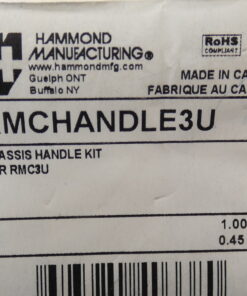 HAMMOND
MANUFACTURING®
www.hammondmfg.com
Guelph ONT
Buffalo NY
RoHS
COMPLIANT
MADE IN CA
FABRIQUE AU CA
MCHANDLE3U
ASSIS HANDLE KIT
R RMC3U
1.00
0.45